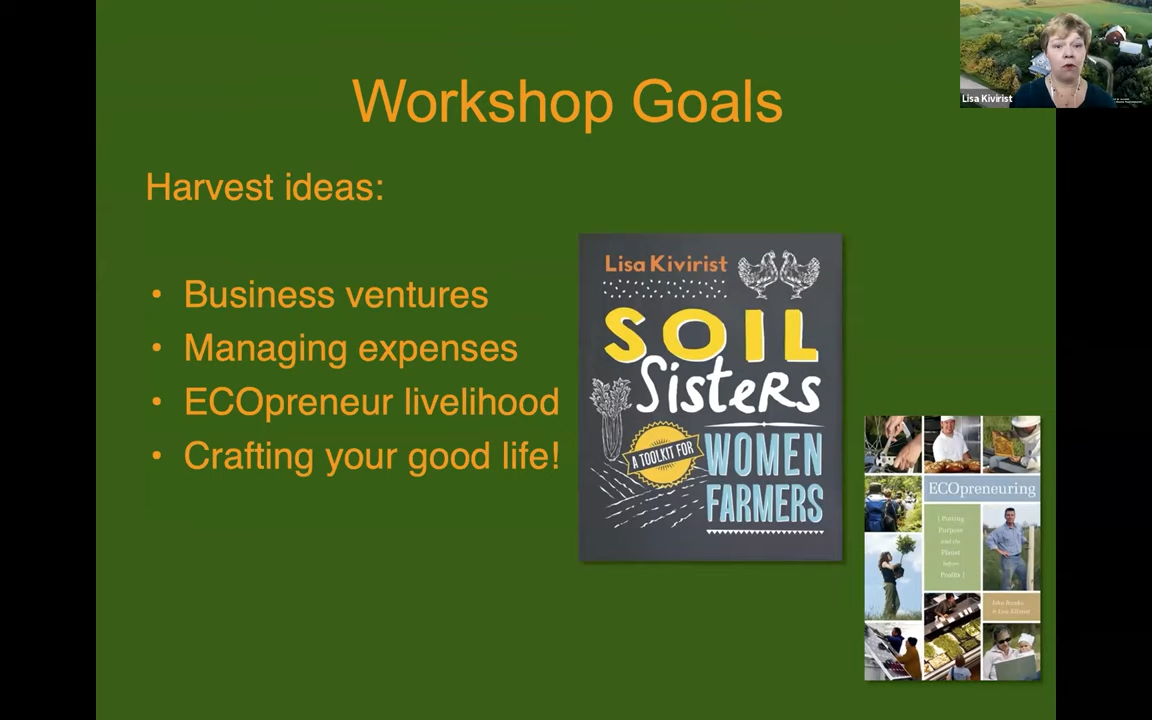 Workshop Goals
Lisa Kivirist
Harvest ideas:
• Business ventures
• Managing expenses
• ECOpreneur livelihood
• Crafting your good life!
Lisa Kivirist
SOIL
Sisters
A TOOLKIT FOR
WOMEN
FARMERS
ECOpreneuring
[ Putting
Purpose
and the
Planet
before
Profits ]
John Ivanko
& Lisa Kivirist